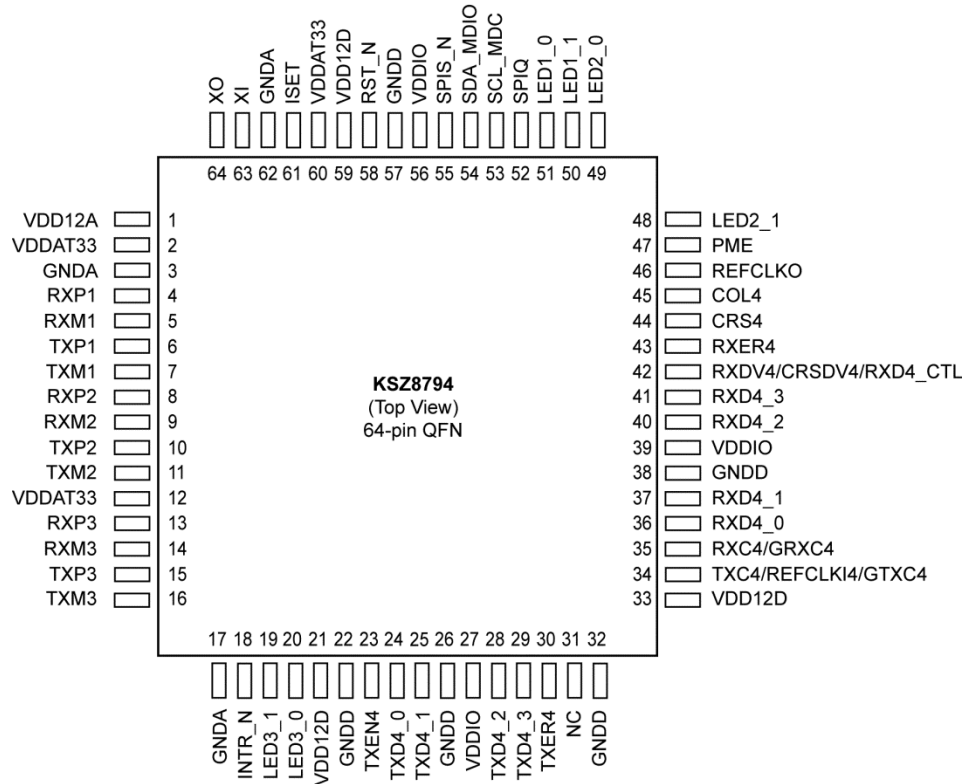 XO XI GNDA ISET VDDAT33 VDD12D RST_N GNDD VDDIO SPIS_N SDA_MDIO SCL_MDC SPIQ LED1_0 LED1_1 LED2_0
64 63 62 61 60 59 58 57 56 55 54 53 52 51 50 49
VDD12A 1 48 LED2_1
VDDAT33 2 47 PME
GNDA 3 46 REFCLKO
RXP1 4 45 COL4
RXM1 5 44 CRS4
TXP1 6 43 RXER4
TXM1 7 42 RXDV4/CRSDV4/RXD4_CTL
RXP2 8 41 RXD4_3
RXM2 9 40 RXD4_2
TXP2 10 39 VDDIO
TXM2 11 38 GNDD
VDDAT33 12 37 RXD4_1
RXP3 13 36 RXD4_0
RXM3 14 35 RXC4/GRXC4
TXP3 15 34 TXC4/REFCLKI4/GTXC4
TXM3 16 33 VDD12D
KSZ8794
(Top View)
64-pin QFN
17 18 19 20 21 22 23 24 25 26 27 28 29 30 31 32
GNDA INTR_N LED3_1 LED3_0 VDD12D GNDD TXEN4 TXD4_0 TXD4_1 GNDD VDDIO TXD4_2 TXD4_3 TXER4 NC GNDD